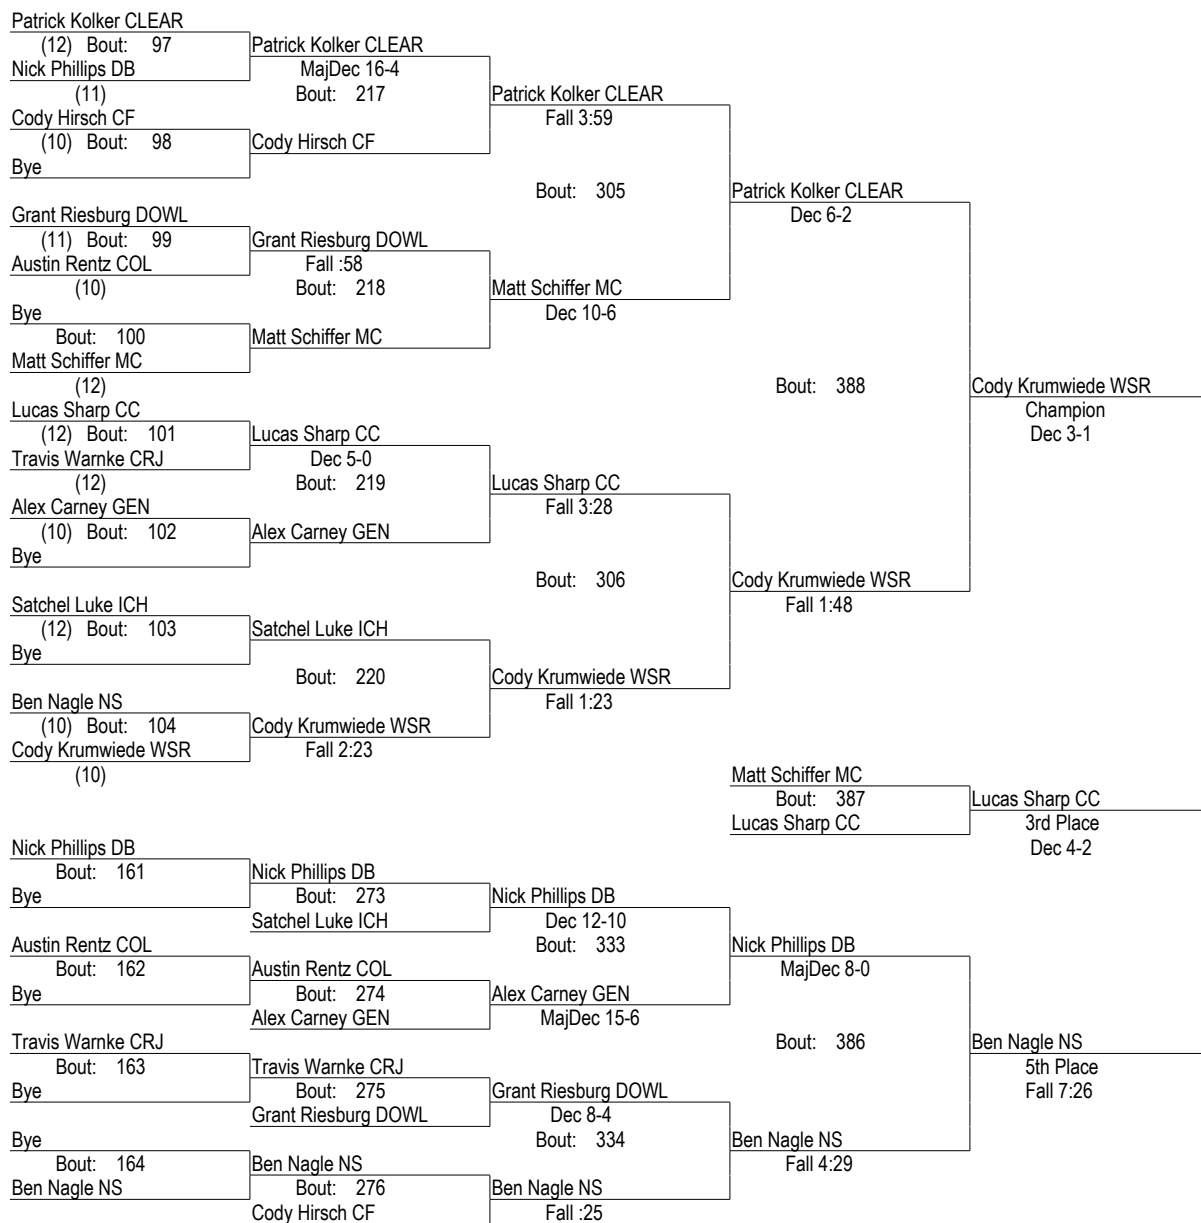 Patrick Kolker CLEAR
(12) Bout: 97 Patrick Kolker CLEAR
Nick Phillips DB MajDec 16-4
(11) Bout: 217 Patrick Kolker CLEAR
Cody Hirsch CF Fall 3:59
(10) Bout: 98 Cody Hirsch CF
Bye
Bout: 305 Patrick Kolker CLEAR
Grant Riesburg DOWL Dec 6-2
(11) Bout: 99 Grant Riesburg DOWL
Austin Rentz COL Fall :58
(10) Bout: 218 Matt Schiffer MC
Bye Dec 10-6
Bout: 100 Matt Schiffer MC
Matt Schiffer MC
(12) Bout: 388 Cody Krumwiede WSR
Lucas Sharp CC Champion
(12) Bout: 101 Lucas Sharp CC Dec 3-1
Travis Warnke CRJ Dec 5-0
(12) Bout: 219 Lucas Sharp CC
Alex Carney GEN Fall 3:28
(10) Bout: 102 Alex Carney GEN
Bye
Bout: 306 Cody Krumwiede WSR
Satchel Luke ICH Fall 1:48
(12) Bout: 103 Satchel Luke ICH
Bye
Bout: 220 Cody Krumwiede WSR
Ben Nagle NS Fall 1:23
(10) Bout: 104 Cody Krumwiede WSR
Cody Krumwiede WSR Fall 2:23
(10) Matt Schiffer MC
Bout: 387 Lucas Sharp CC
Lucas Sharp CC 3rd Place
Nick Phillips DB Dec 4-2
Bout: 161 Nick Phillips DB
Bye Bout: 273 Nick Phillips DB
Satchel Luke ICH Dec 12-10
Austin Rentz COL Bout: 333 Nick Phillips DB
Bout: 162 Austin Rentz COL MajDec 8-0
Bye Bout: 274 Alex Carney GEN
Alex Carney GEN MajDec 15-6
Travis Warnke CRJ Bout: 386 Ben Nagle NS
Bout: 163 Travis Warnke CRJ 5th Place
Bye Bout: 275 Grant Riesburg DOWL Fall 7:26
Grant Riesburg DOWL Dec 8-4
Bye Bout: 334 Ben Nagle NS
Bout: 164 Ben Nagle NS Fall 4:29
Ben Nagle NS Bout: 276 Ben Nagle NS
Cody Hirsch CF Fall :25